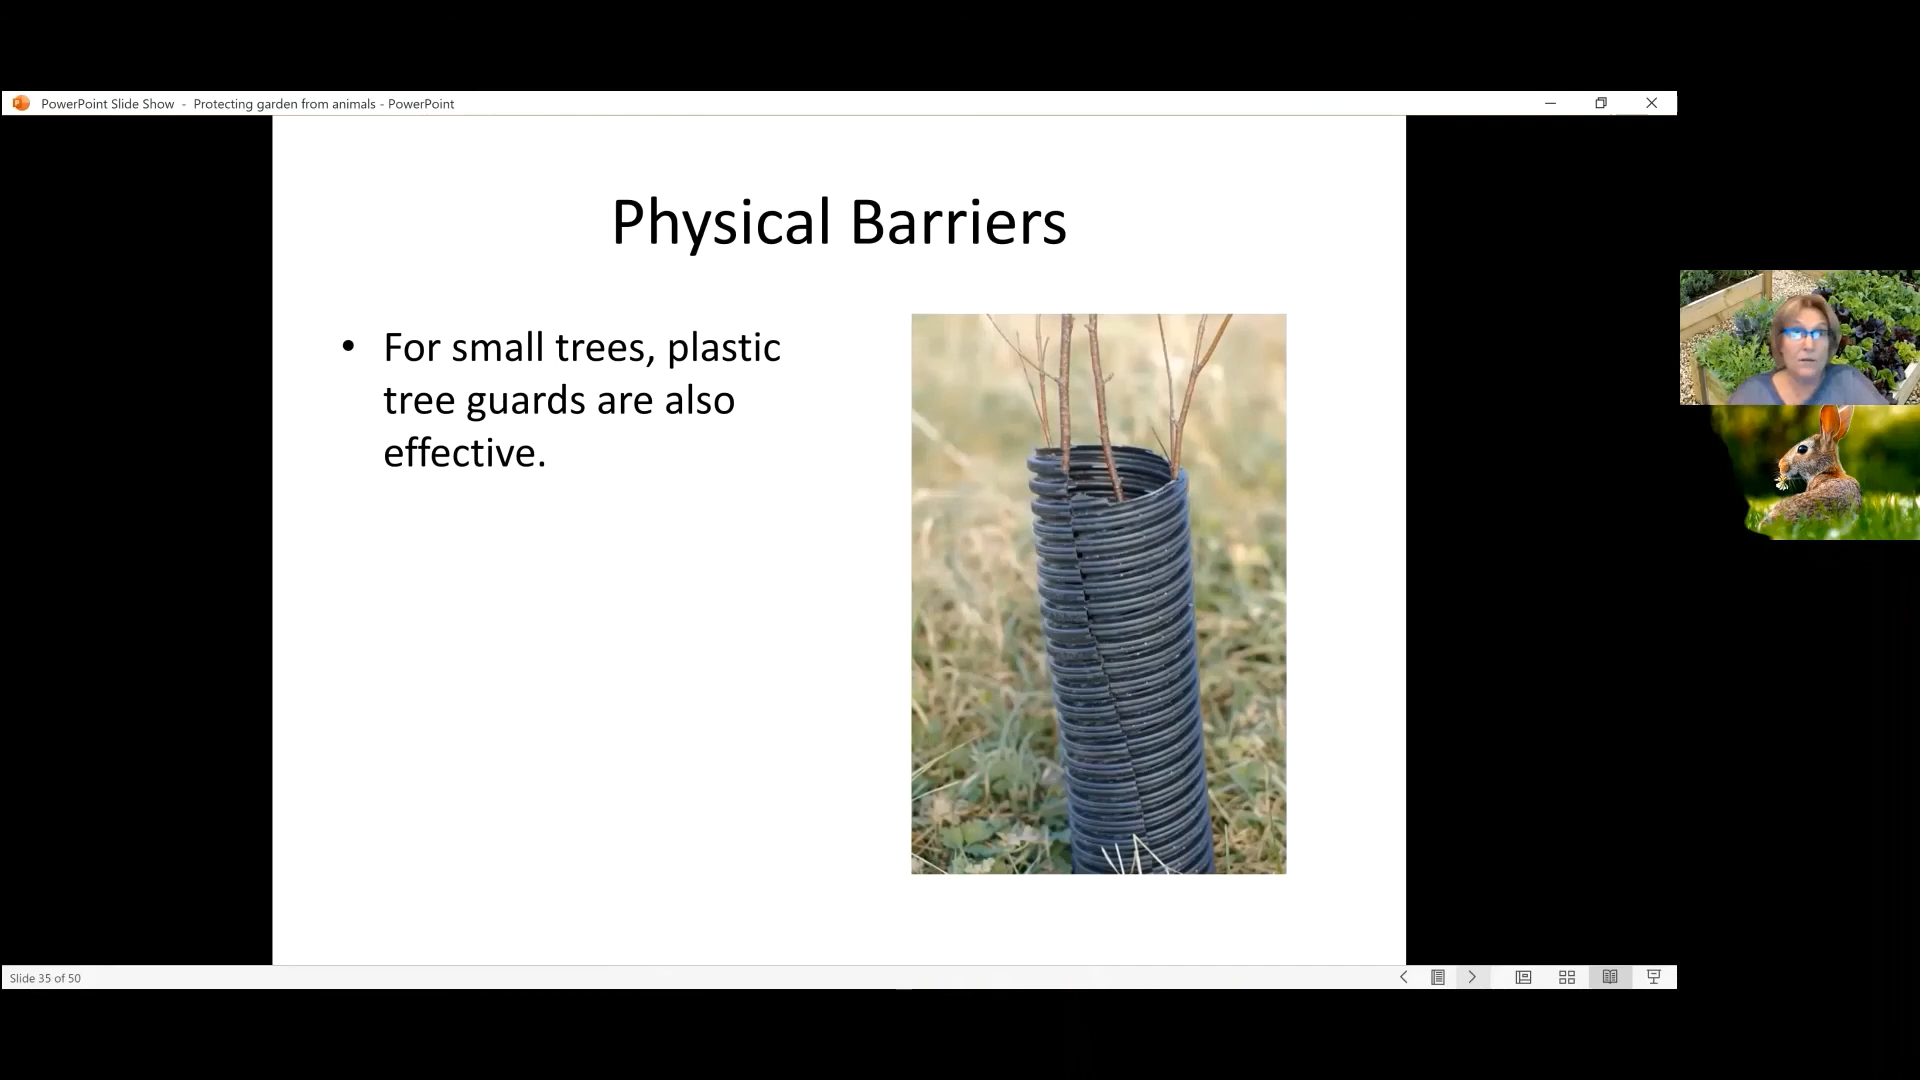 PowerPoint Slide Show - Protecting garden from animals - PowerPoint
Physical Barriers
• For small trees, plastic
tree guards are also
effective.
Slide 35 of 50